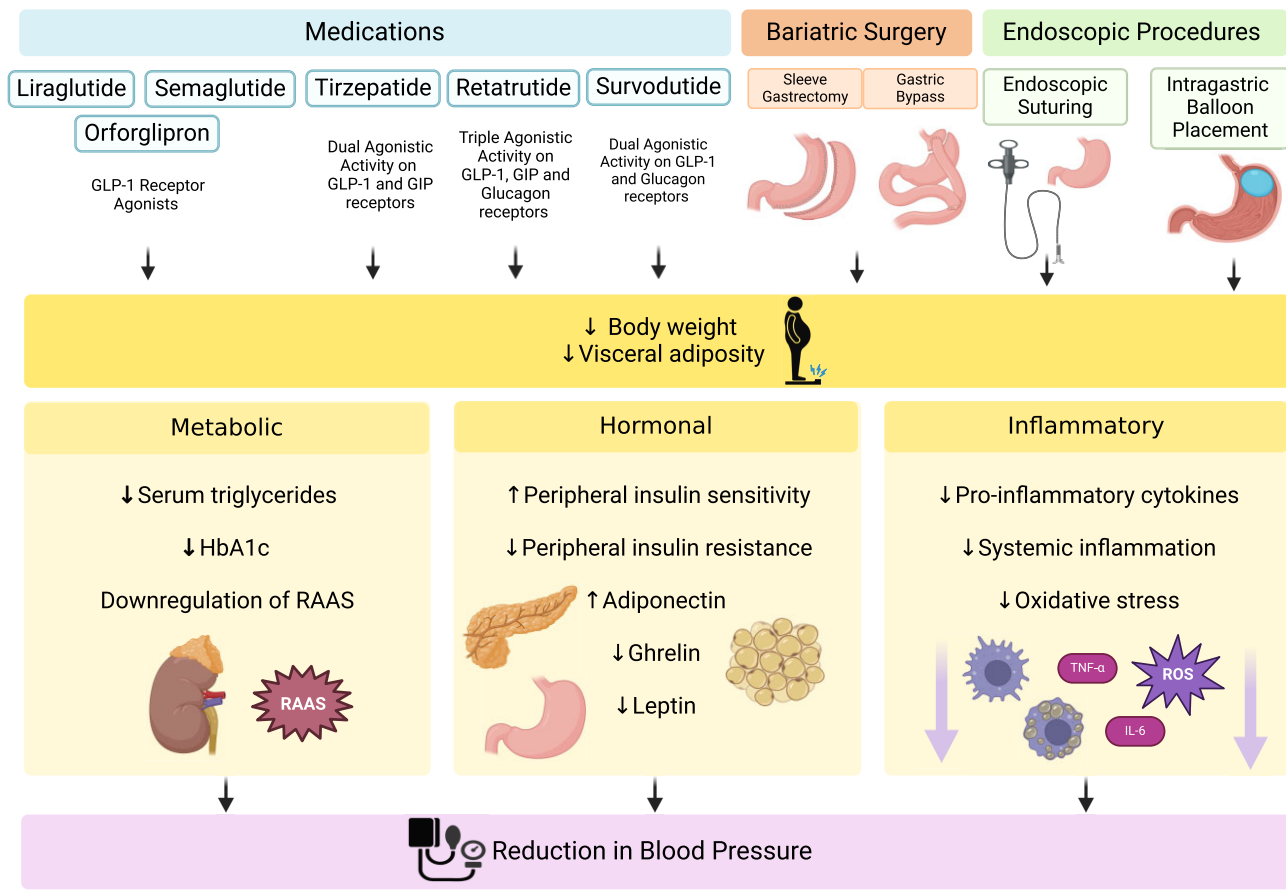 Medications
Bariatric Surgery
Endoscopic Procedures
Liraglutide
Semaglutide
Orforglipron
GLP-1 Receptor
Agonists
Tirzepatide
Dual Agonistic
Activity on
GLP-1 and GIP
receptors
Retatrutide
Triple Agonistic
Activity on
GLP-1, GIP and
Glucagon
receptors
Survodutide
Dual Agonistic
Activity on GLP-1
and Glucagon
receptors
Sleeve
Gastrectomy
Gastric
Bypass
Endoscopic
Suturing
Intragastric
Balloon
Placement
↓ Body weight
↓Visceral adiposity
Metabolic
↓Serum triglycerides
↓HbA1c
Downregulation of RAAS
RAAS
Hormonal
↑Peripheral insulin sensitivity
↓Peripheral insulin resistance
↑Adiponectin
↓Ghrelin
↓Leptin
Inflammatory
↓Pro-inflammatory cytokines
↓Systemic inflammation
↓Oxidative stress
TNF-α
ROS
IL-6
Reduction in Blood Pressure